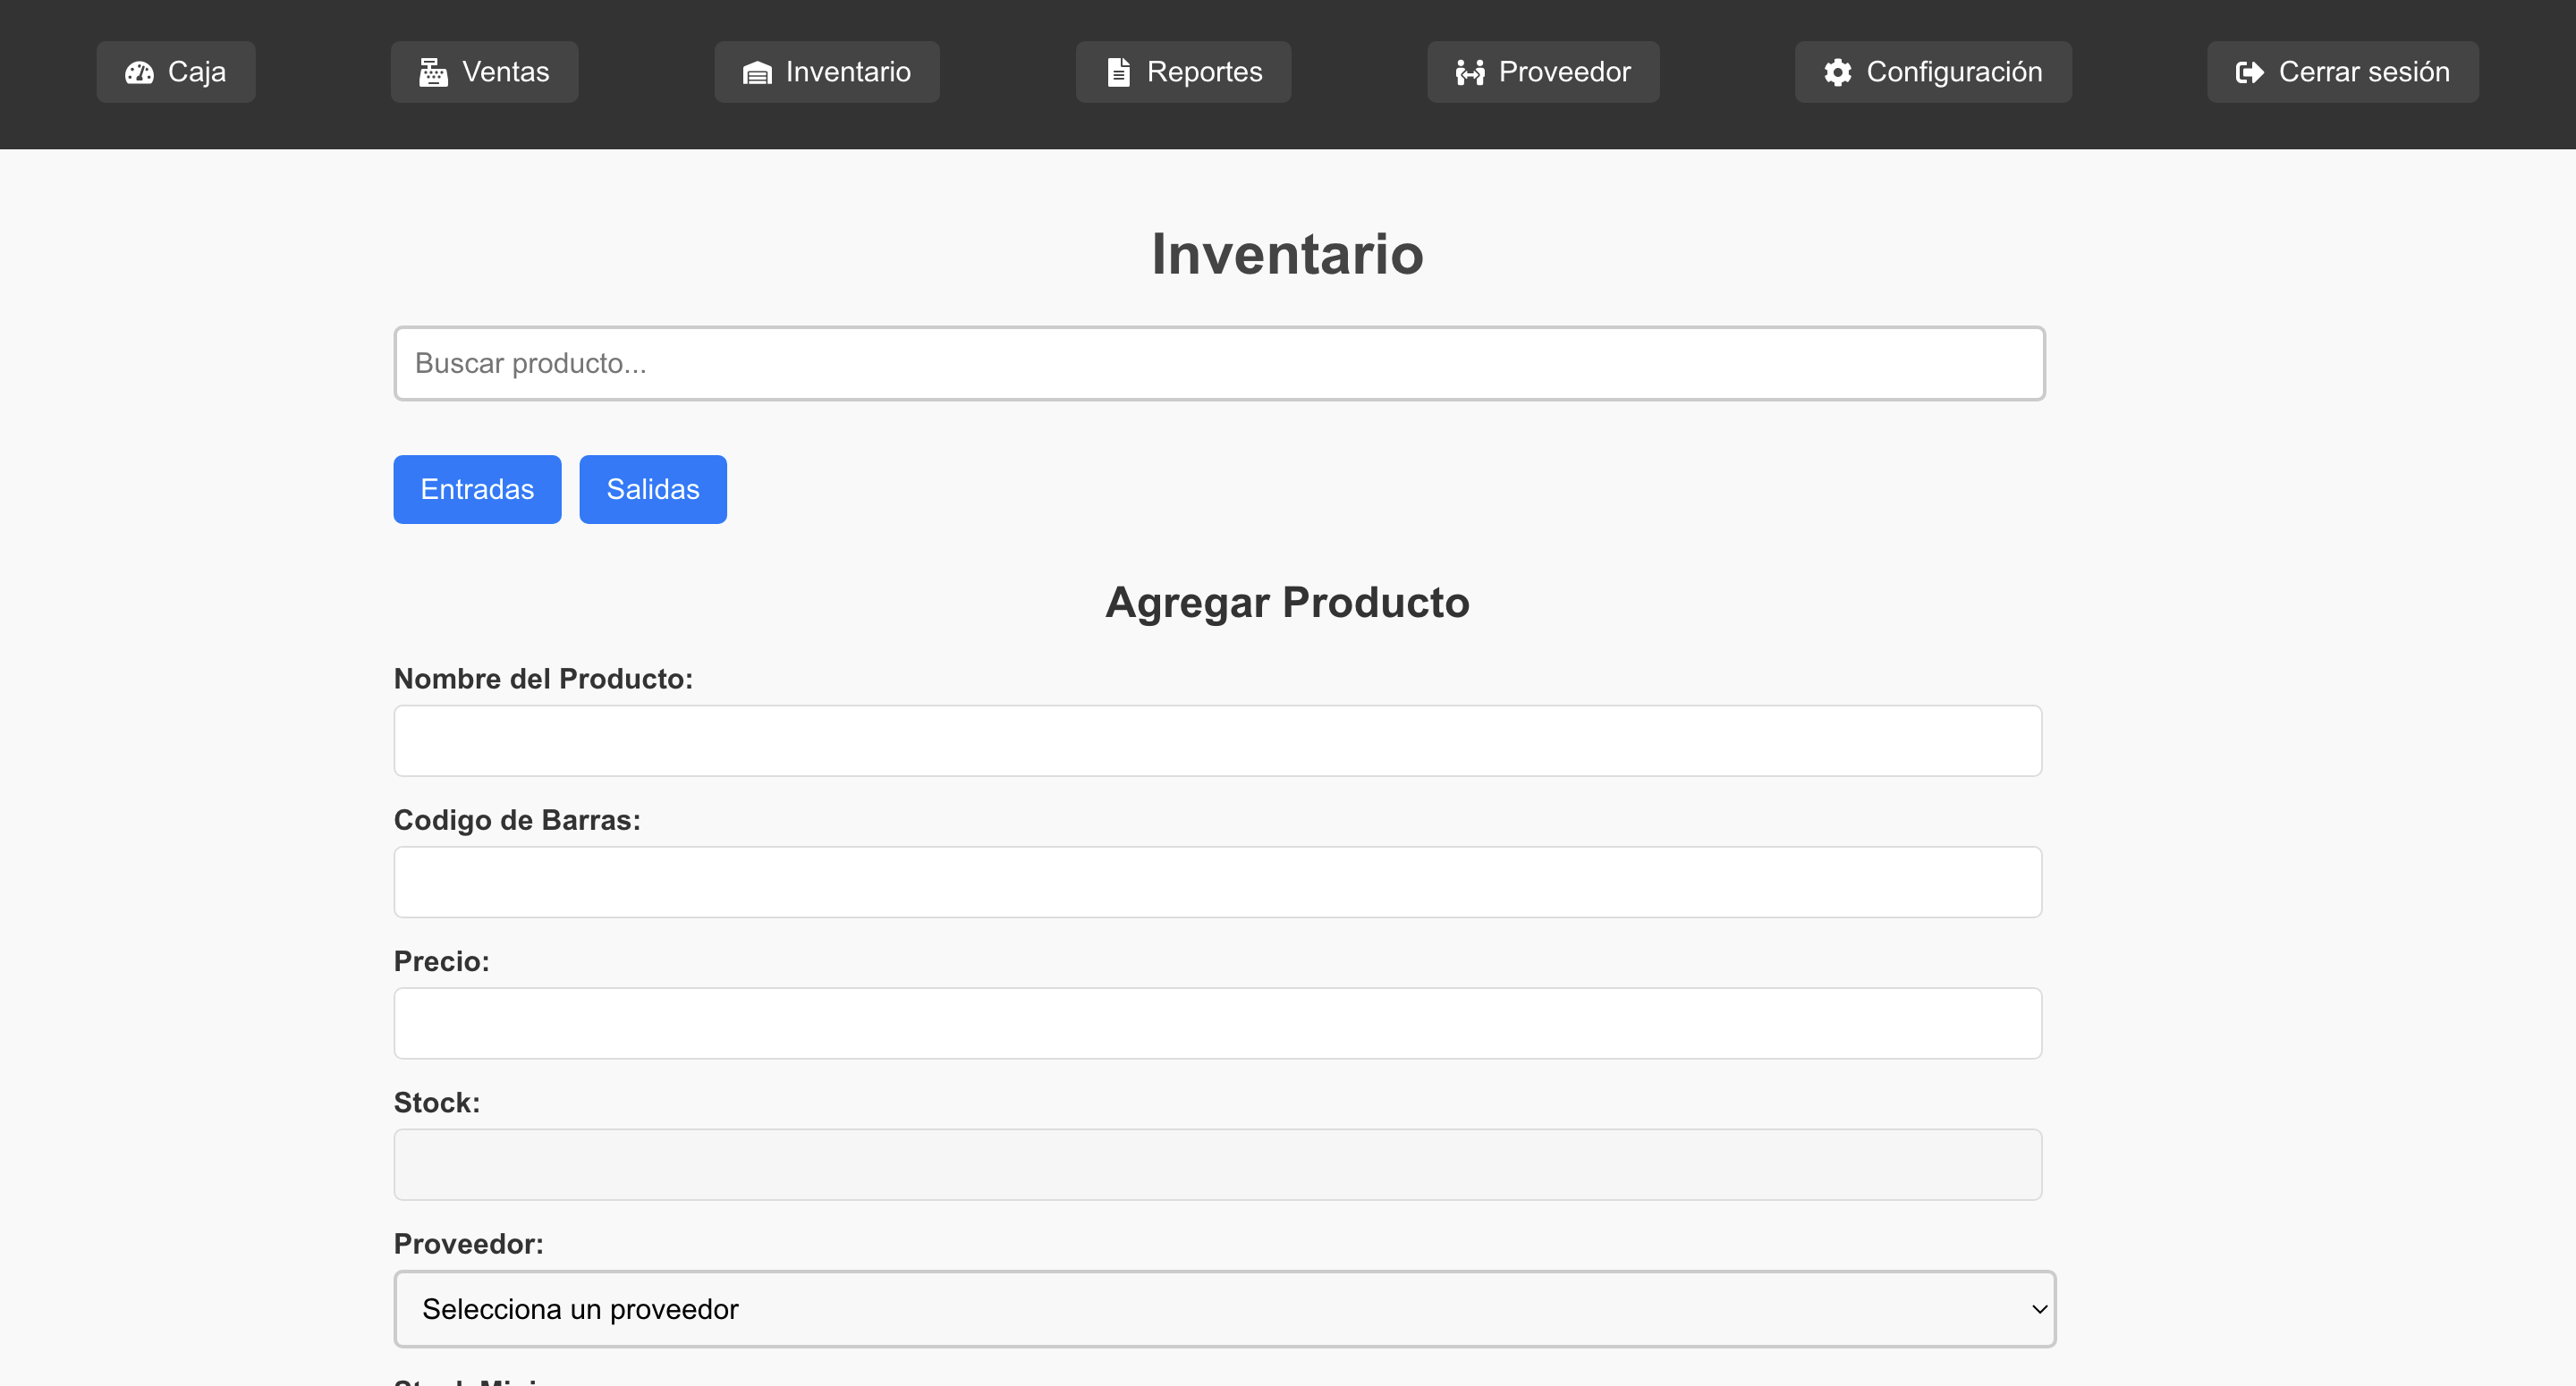 Caja Ventas Inventario Reportes Proveedor Configuración Cerrar sesión
Inventario
Buscar producto...
Entradas Salidas
Agregar Producto
Nombre del Producto:
Codigo de Barras:
Precio:
Stock:
Proveedor:
Selecciona un proveedor